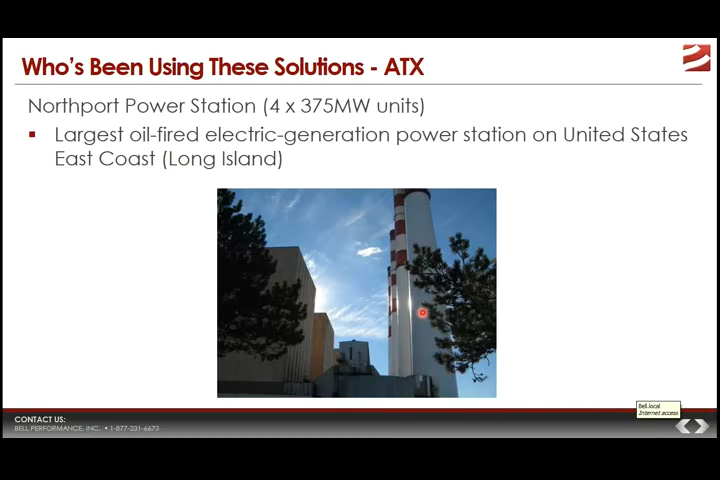 Who's Been Using These Solutions - ATX
Northport Power Station (4 x 375MW units)
Largest oil-fired electric-generation power station on United States
East Coast (Long Island)
Bell.local
Internet access
CONTACT US:
BELL PERFORMANCE, INC. • 1-877-231-6673